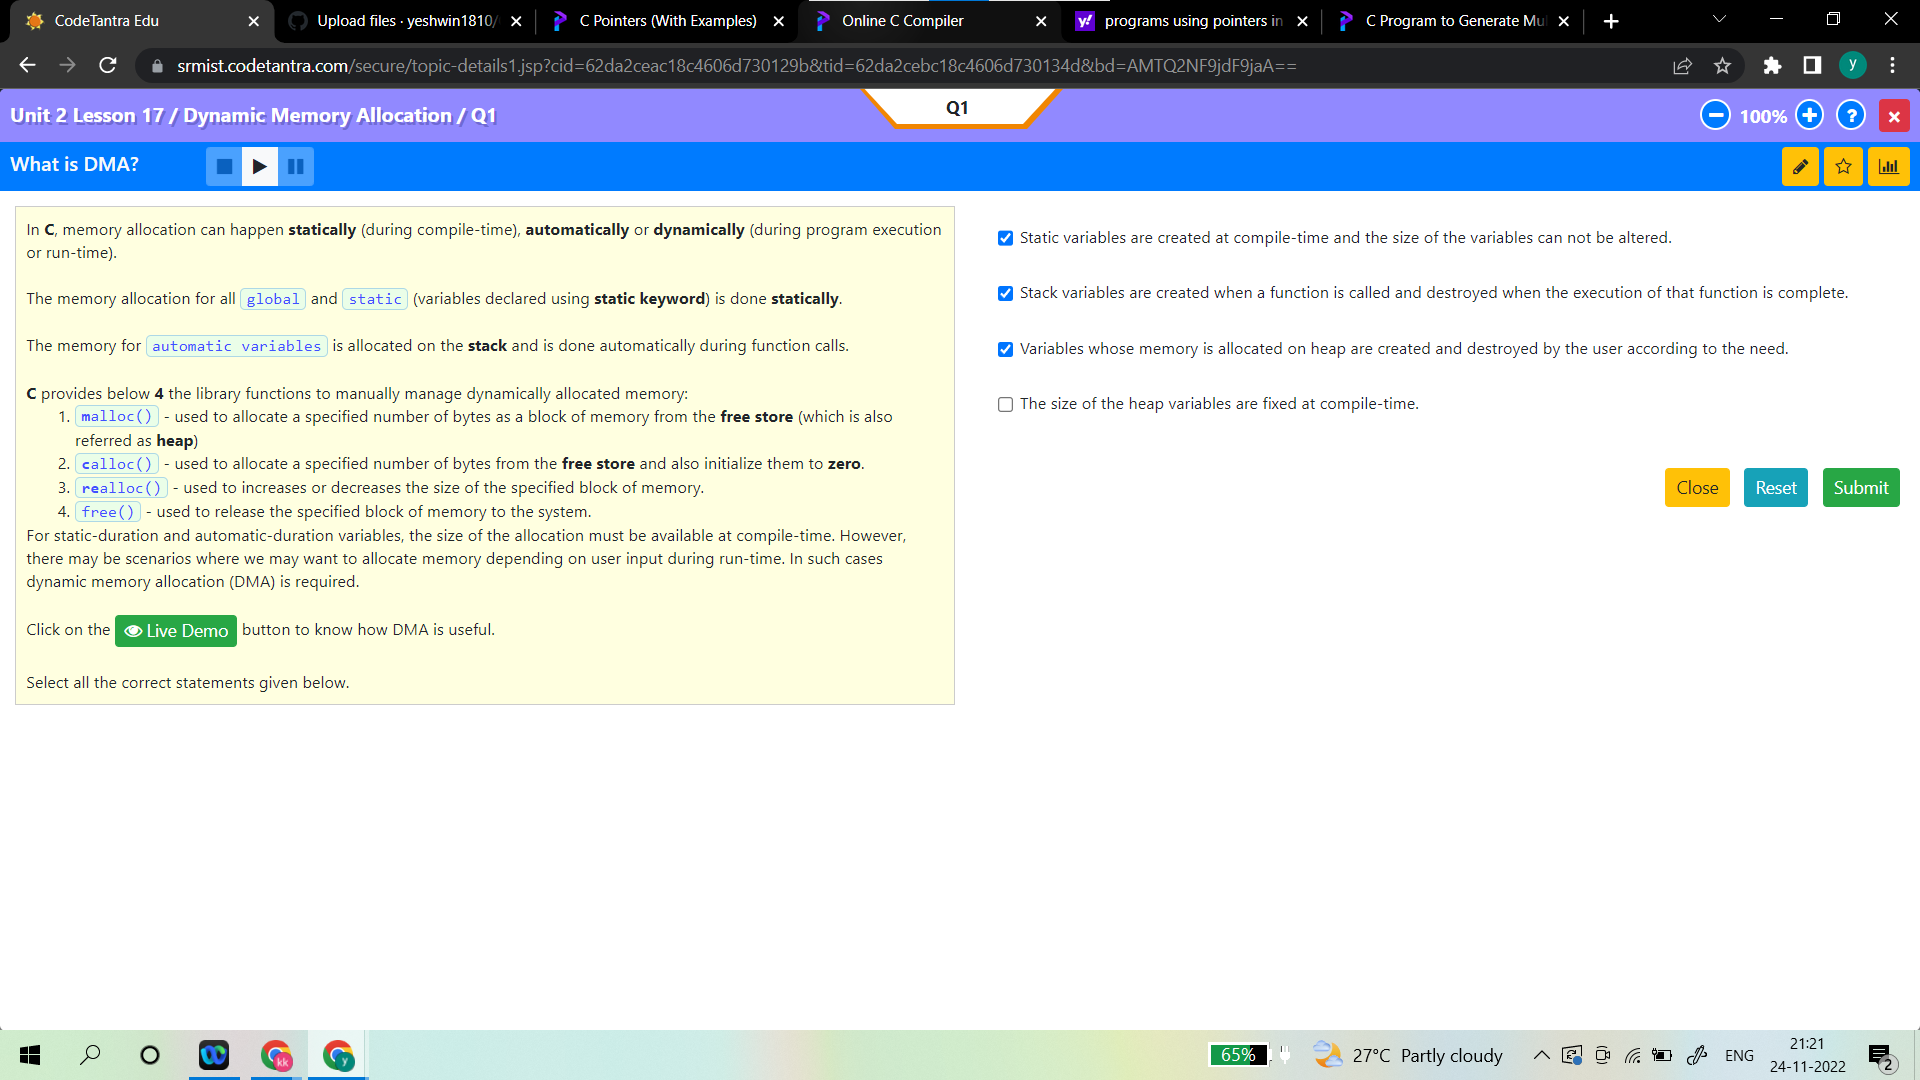 CodeTantra Edu
Upload files · yeshwin1810/
C Pointers (With Examples)
Online C Compiler
programs using pointers in
C Program to Generate Mul
srmist.codetantra.com/secure/topic-details1.jsp?cid=62da2ceac18c4606d730129b&tid=62da2cebc18c4606d730134d&bd=AMTQ2NF9jdF9jaA==
y
Unit 2 Lesson 17 / Dynamic Memory Allocation / Q1
Q1
100%
?
What is DMA?
In C, memory allocation can happen statically (during compile-time), automatically or dynamically (during program execution
or run-time).
The memory allocation for all global and static (variables declared using static keyword) is done statically.
The memory for automatic variables is allocated on the stack and is done automatically during function calls.
C provides below 4 the library functions to manually manage dynamically allocated memory:
1. malloc() - used to allocate a specified number of bytes as a block of memory from the free store (which is also
referred as heap)
2. calloc() - used to allocate a specified number of bytes from the free store and also initialize them to zero.
3. realloc() - used to increases or decreases the size of the specified block of memory.
4. free() - used to release the specified block of memory to the system.
For static-duration and automatic-duration variables, the size of the allocation must be available at compile-time. However,
there may be scenarios where we may want to allocate memory depending on user input during run-time. In such cases
dynamic memory allocation (DMA) is required.
Click on the Live Demo button to know how DMA is useful.
Select all the correct statements given below.
Static variables are created at compile-time and the size of the variables can not be altered.
Stack variables are created when a function is called and destroyed when the execution of that function is complete.
Variables whose memory is allocated on heap are created and destroyed by the user according to the need.
The size of the heap variables are fixed at compile-time.
Close
Reset
Submit
kk
y
65%
27°C Partly cloudy
ENG
21:21
24-11-2022
2